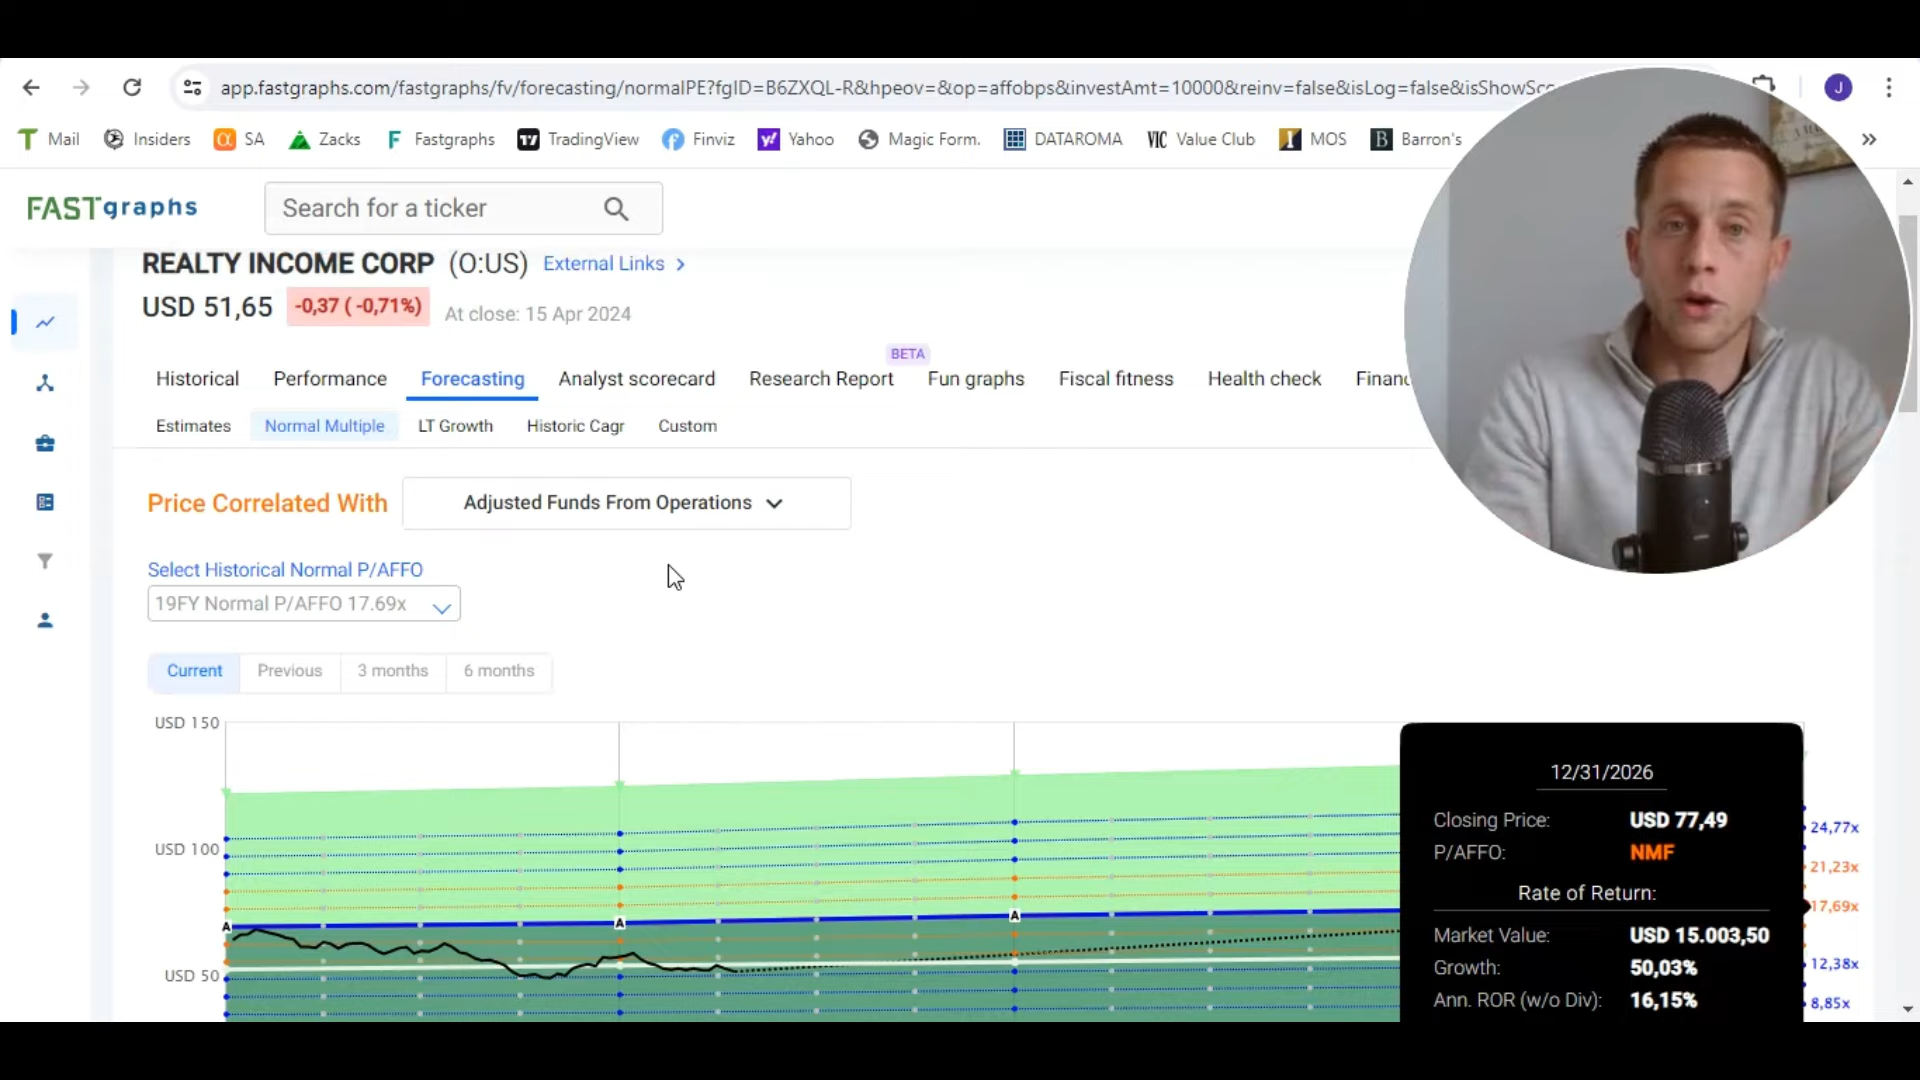 app.fastgraphs.com/fastgraphs/fv/forecasting/normalPE?fgID=B6ZXQL-R&hpeov=&op=affobps&investAmt=10000&reinv=false&isLog=false&isShowSco
J
Mail Insiders SA Zacks Fastgraphs TradingView Finviz Yahoo Magic Form. DATAROMA Value Club MOS Barron's
FASTgraphs
Search for a ticker
REALTY INCOME CORP (O:US) External Links
USD 51,65 -0,37 ( -0,71%) At close: 15 Apr 2024
BETA
Historical Performance Forecasting Analyst scorecard Research Report Fun graphs Fiscal fitness Health check Financ
Estimates Normal Multiple LT Growth Historic Cagr Custom
Price Correlated With Adjusted Funds From Operations
Select Historical Normal P/AFFO
19FY Normal P/AFFO 17.69x
Current Previous 3 months 6 months
USD 150
USD 100
USD 50
A A A
12/31/2026
Closing Price: USD 77,49
P/AFFO: NMF
Rate of Return:
Market Value: USD 15.003,50
Growth: 50,03%
Ann. ROR (w/o Div): 16,15%
24,77x
21,23x
17,69x
12,38x
8,85x